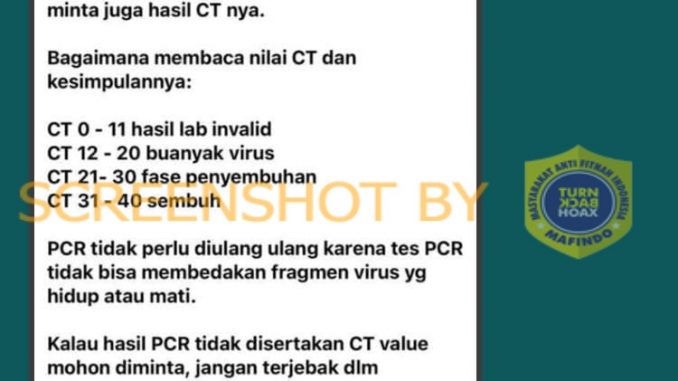 minta juga hasil CT nya.
Bagaimana membaca nilai CT dan
kesimpulannya:
CT 0 - 11 hasil lab invalid
CT 12 - 20 buanyak virus
CT 21- 30 fase penyembuhan
CT 31 - 40 sembuh
SCREENSHOT BY
PCR tidak perlu diulang ulang karena tes PCR
tidak bisa membedakan fragmen virus yg
hidup atau mati.
Kalau hasil PCR tidak disertakan CT value
mohon diminta, jangan terjebak dlm
MASYARAKAT ANTI FITNAH INDONESIA
TURN
BACK
HOAX
MAFINDO